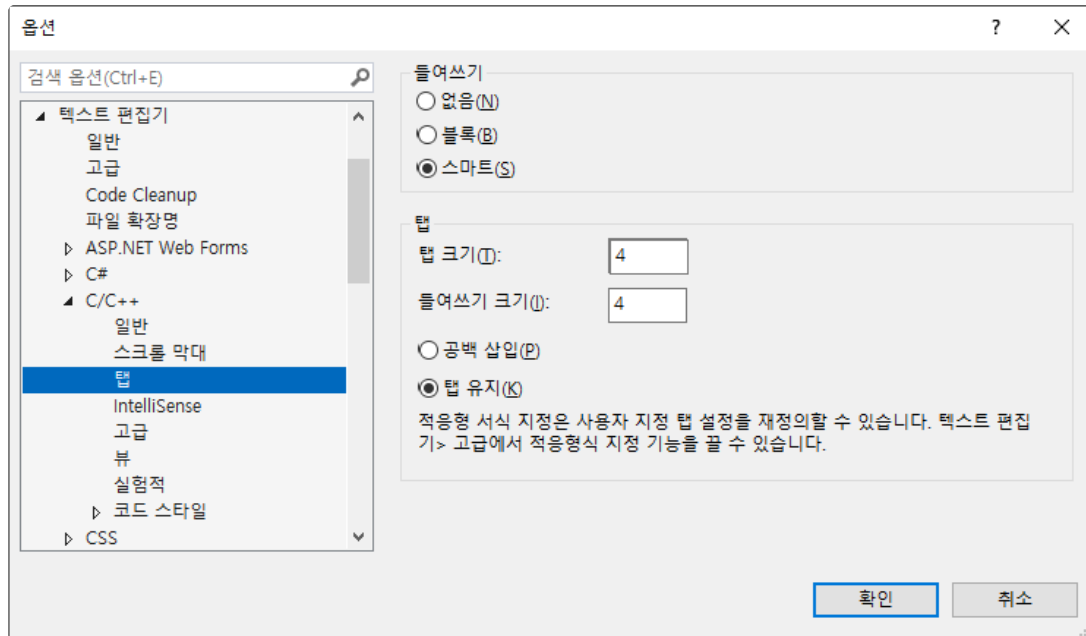 옵션
검색 옵션(Ctrl+E)
텍스트 편집기
일반
고급
Code Cleanup
파일 확장명
ASP.NET Web Forms
C#
C/C++
일반
스크롤 막대
탭
IntelliSense
고급
뷰
실험적
코드 스타일
CSS
들여쓰기
없음(N)
블록(B)
스마트(S)
탭
탭 크기(T): 4
들여쓰기 크기(I): 4
공백 삽입(P)
탭 유지(K)
적응형 서식 지정은 사용자 지정 탭 설정을 재정의할 수 있습니다. 텍스트 편집
기> 고급에서 적응형식 지정 기능을 끌 수 있습니다.
확인
취소